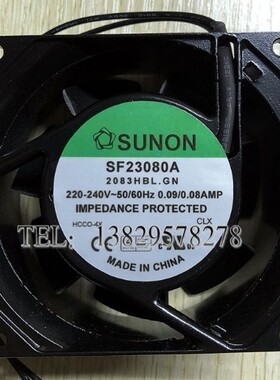 SUNON
SF23080A
2083HBL.GN
220-240V~50/60Hz 0.09/0.08AMP
IMPEDANCE PROTECTED
CLX
TEL: 13829578278
MADE IN CHINA